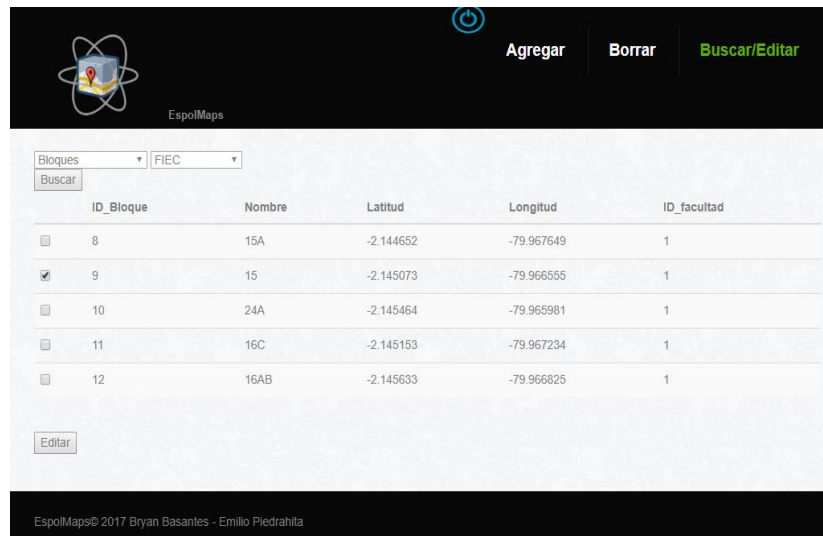 Agregar Borrar Buscar/Editar
EspolMaps
Bloques FIEC
Buscar
ID_Bloque Nombre Latitud Longitud ID_facultad
8 15A -2.144652 -79.967649 1
9 15 -2.145073 -79.966555 1
10 24A -2.145464 -79.965981 1
11 16C -2.145153 -79.967234 1
12 16AB -2.145633 -79.966825 1
Editar
EspolMaps© 2017 Bryan Basantes - Emilio Piedrahita